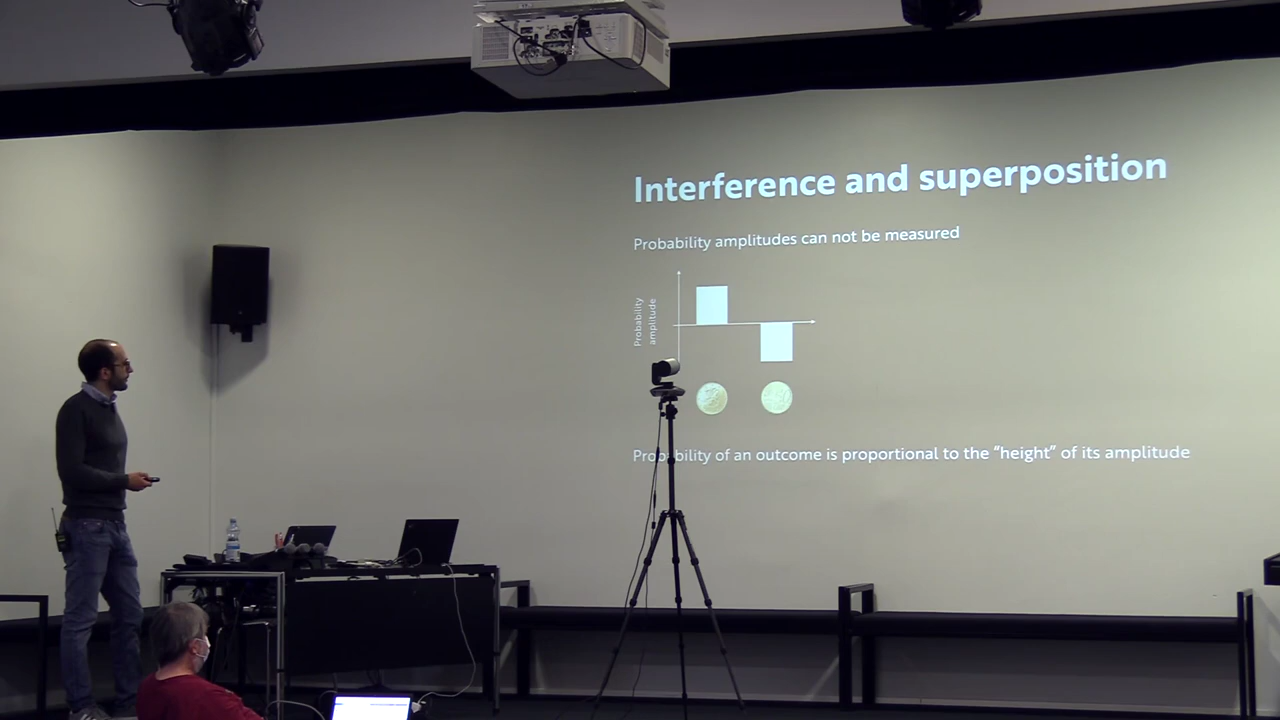 Interference and superposition
Probability amplitudes can not be measured
Probability
amplitude
Probability of an outcome is proportional to the “height” of its amplitude